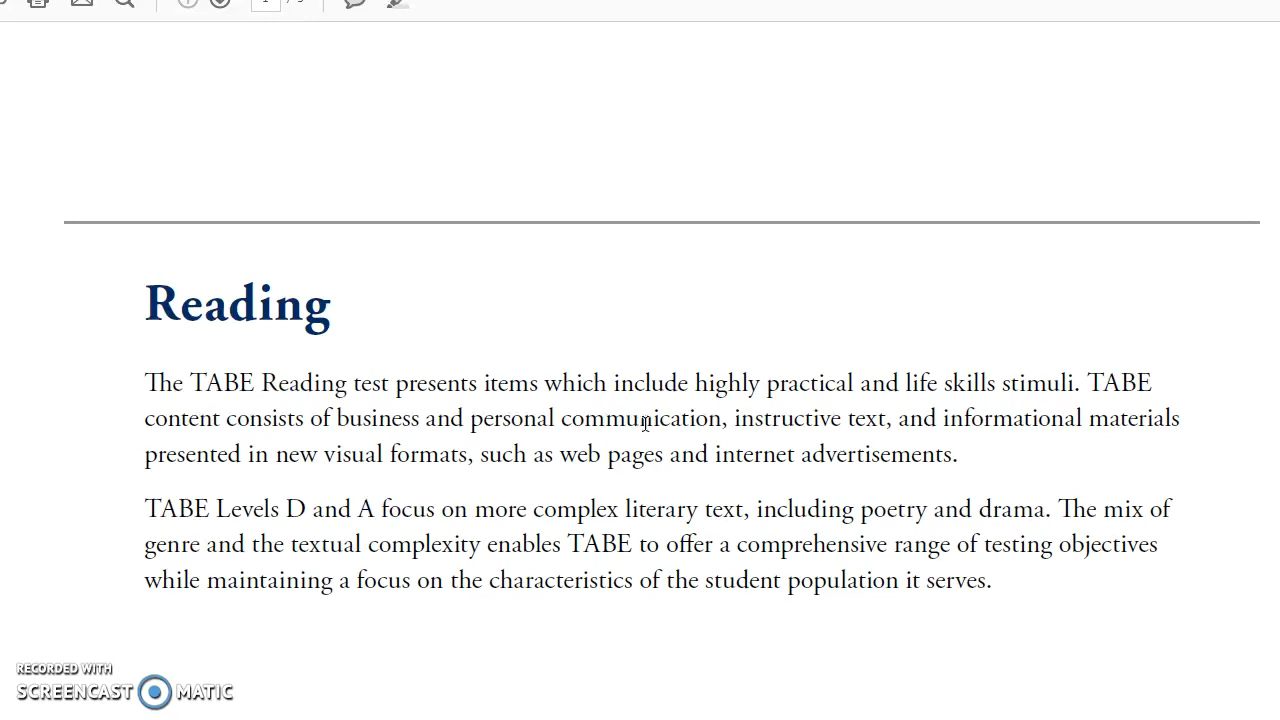 Reading
The TABE Reading test presents items which include highly practical and life skills stimuli. TABE
content consists of business and personal communication, instructive text, and informational materials
presented in new visual formats, such as web pages and internet advertisements.
TABE Levels D and A focus on more complex literary text, including poetry and drama. The mix of
genre and the textual complexity enables TABE to offer a comprehensive range of testing objectives
while maintaining a focus on the characteristics of the student population it serves.
RECORDED WITH
SCREENCAST MATIC